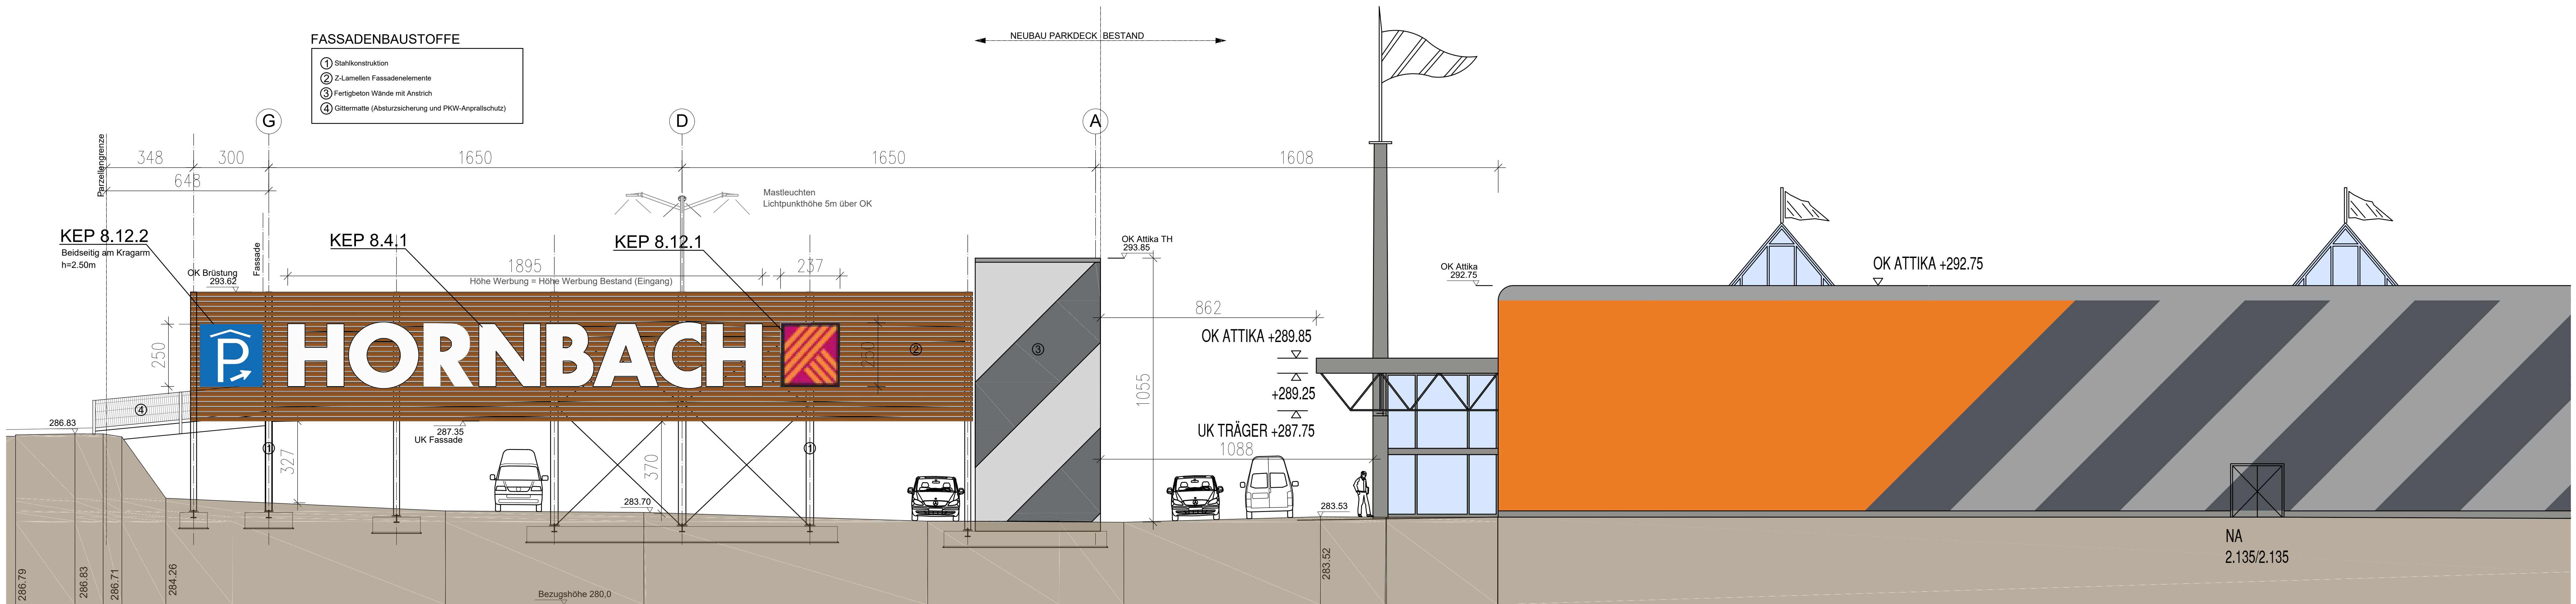 FASSADENBAUSTOFFE
1 Stahlkonstruktion
2 Z-Lamellen Fassadenelemente
3 Fertigbeton Wände mit Anstrich
4 Gittermatte (Absturzsicherung und PKW-Anprallschutz)
NEUBAU PARKDECK BESTAND
G
D
A
Parzellengrenze
348
300
1650
1650
1608
648
Mastleuchten
Lichtpunkthöhe 5m über OK
KEP 8.12.2
Beidseitig am Kragarm
h=2.50m
KEP 8.4.1
KEP 8.12.1
Fassade
OK Brüstung
293.62
1895
237
Höhe Werbung = Höhe Werbung Bestand (Eingang)
OK Attika TH
293.85
OK Attika
292.75
OK ATTIKA +292.75
862
250
P
HORNBACH
250
2
3
OK ATTIKA +289.85
1055
+289.25
4
286.83
287.35
UK Fassade
UK TRÄGER +287.75
1088
1
1
327
370
283.70
283.53
NA
2.135/2.135
286.79
286.83
286.71
284.26
283.52
Bezugshöhe 280,0